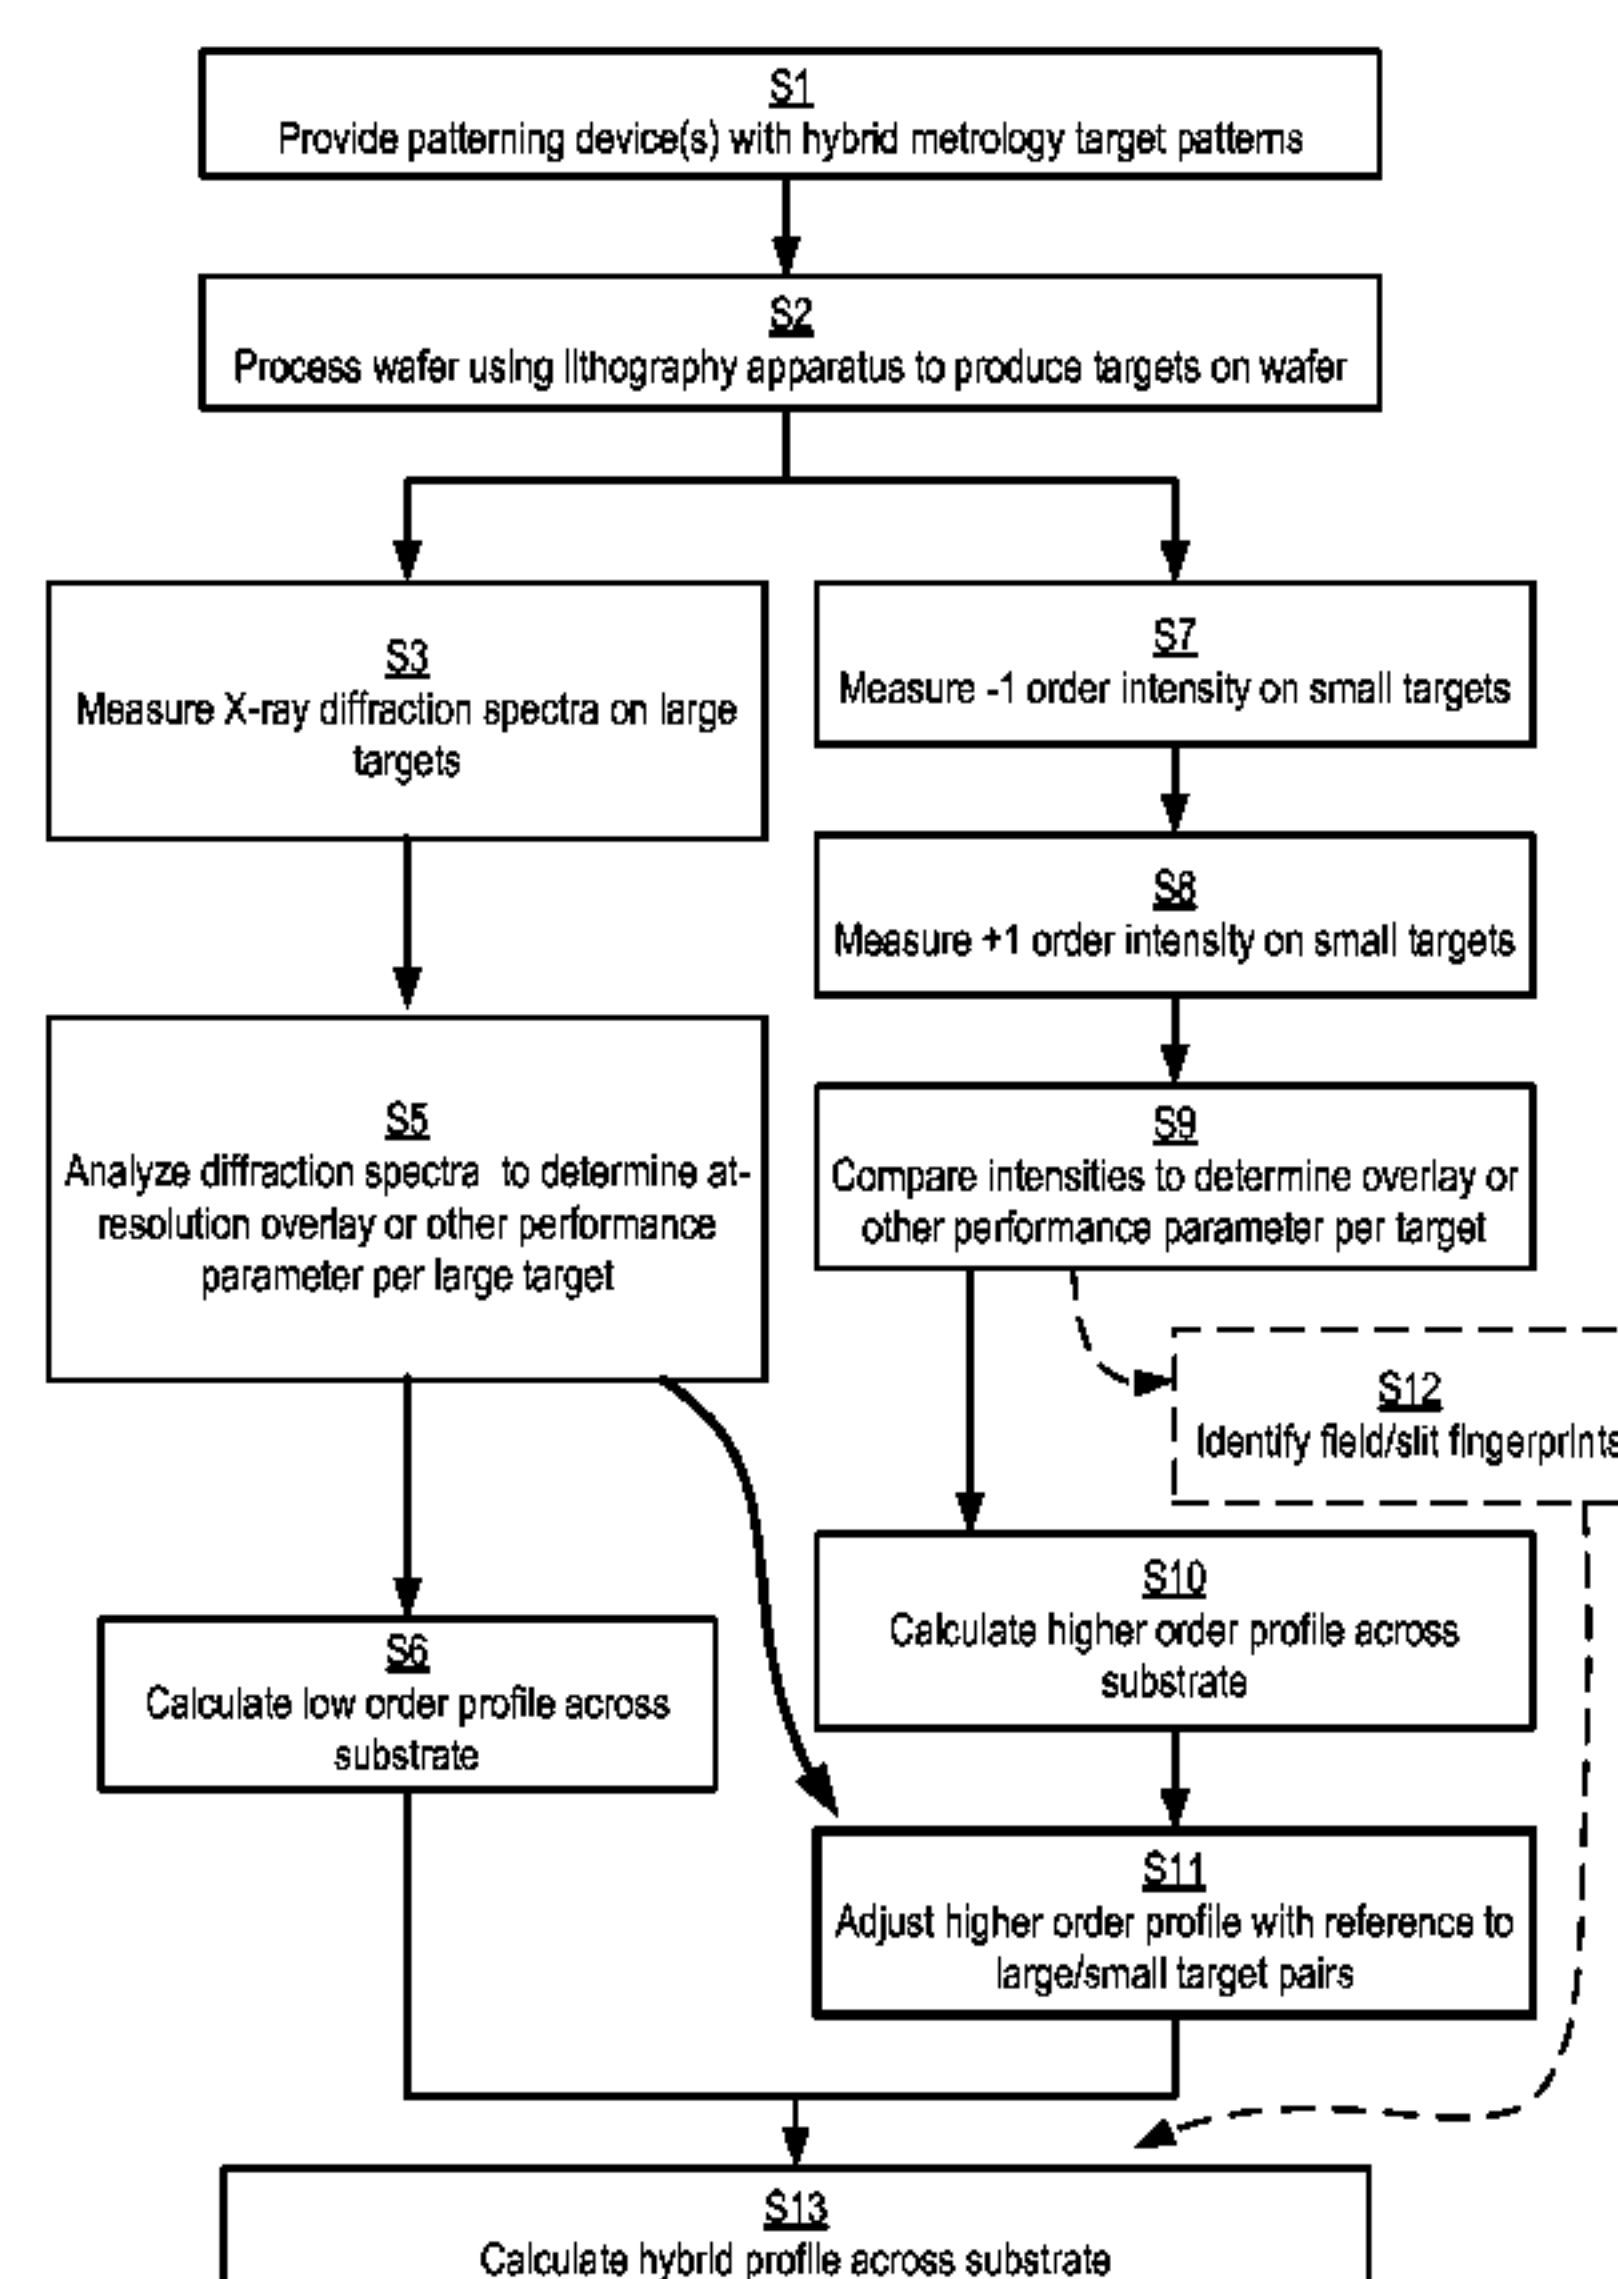 S1
Provide patterning device(s) with hybrid metrology target patterns
S2
Process wafer using lithography apparatus to produce targets on wafer
S3
Measure X-ray diffraction spectra on large
targets
S5
Analyze diffraction spectra to determine at-
resolution overlay or other performance
parameter per large target
S6
Calculate low order profile across
substrate
S7
Measure -1 order intensity on small targets
S8
Measure +1 order intensity on small targets
S9
Compare intensities to determine overlay or
other performance parameter per target
S12
Identify field/slit fingerprints
S10
Calculate higher order profile across
substrate
S11
Adjust higher order profile with reference to
large/small target pairs
S13
Calculate hybrid profile across substrate